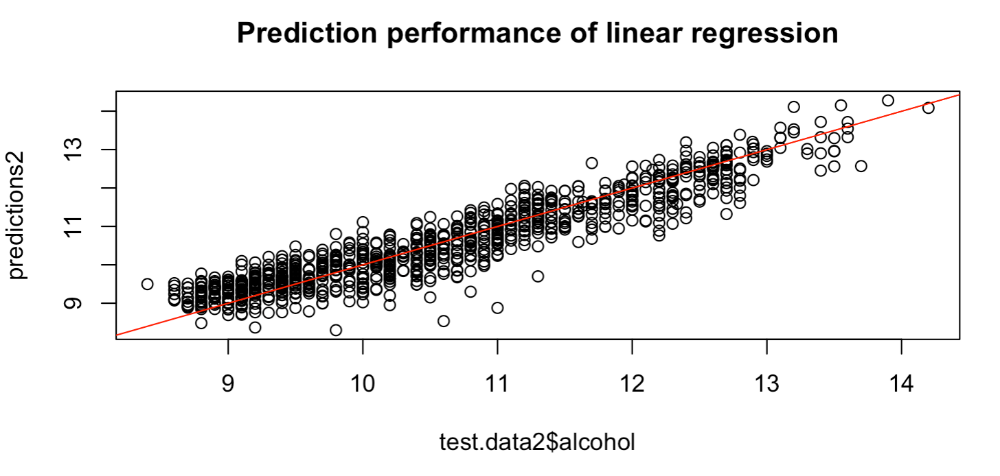 Prediction performance of linear regression
predictions2
13
11
9
9 10 11 12 13 14
test.data2$alcohol